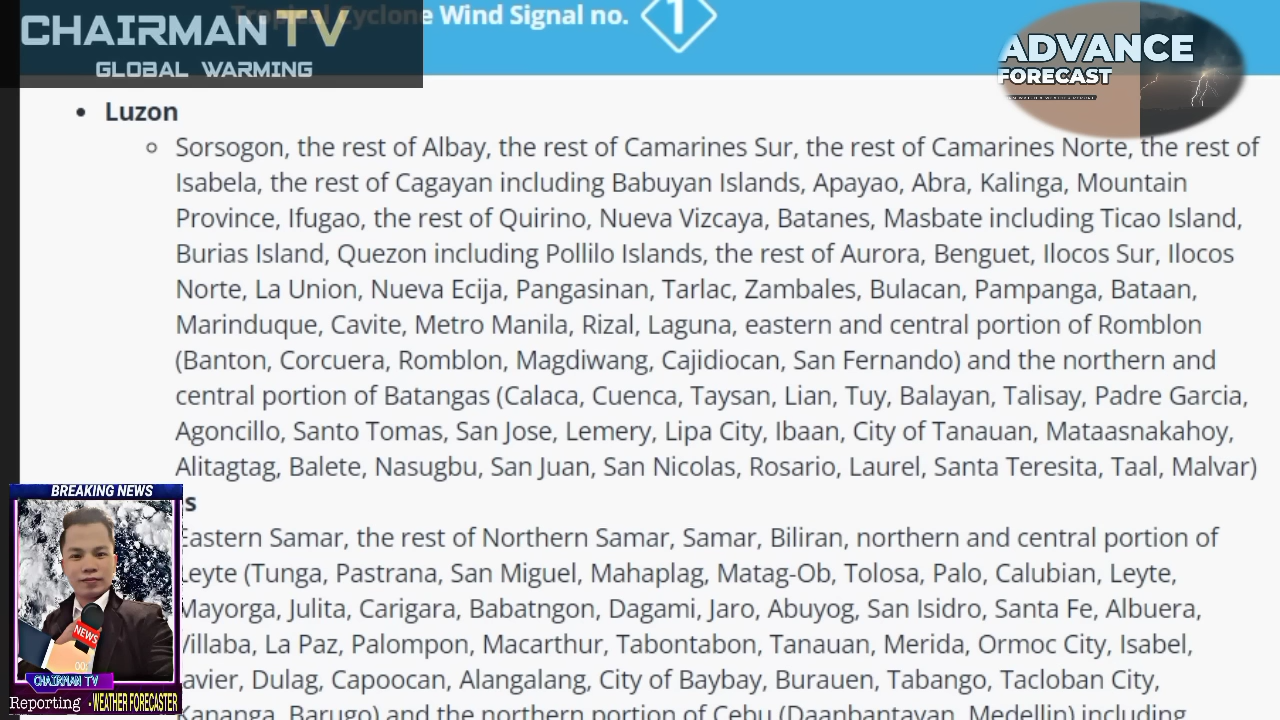 Tropical Cyclone Wind Signal no. 1
CHAIRMAN TV
GLOBAL WARMING
ADVANCE
FORECAST
• Luzon
Sorsogon, the rest of Albay, the rest of Camarines Sur, the rest of Camarines Norte, the rest of
Isabela, the rest of Cagayan including Babuyan Islands, Apayao, Abra, Kalinga, Mountain
Province, Ifugao, the rest of Quirino, Nueva Vizcaya, Batanes, Masbate including Ticao Island,
Burias Island, Quezon including Pollilo Islands, the rest of Aurora, Benguet, Ilocos Sur, Ilocos
Norte, La Union, Nueva Ecija, Pangasinan, Tarlac, Zambales, Bulacan, Pampanga, Bataan,
Marinduque, Cavite, Metro Manila, Rizal, Laguna, eastern and central portion of Romblon
(Banton, Corcuera, Romblon, Magdiwang, Cajidiocan, San Fernando) and the northern and
central portion of Batangas (Calaca, Cuenca, Taysan, Lian, Tuy, Balayan, Talisay, Padre Garcia,
Agoncillo, Santo Tomas, San Jose, Lemery, Lipa City, Ibaan, City of Tanauan, Mataasnakahoy,
Alitagtag, Balete, Nasugbu, San Juan, San Nicolas, Rosario, Laurel, Santa Teresita, Taal, Malvar)
s
Eastern Samar, the rest of Northern Samar, Samar, Biliran, northern and central portion of
Leyte (Tunga, Pastrana, San Miguel, Mahaplag, Matag-Ob, Tolosa, Palo, Calubian, Leyte,
Mayorga, Julita, Carigara, Babatngon, Dagami, Jaro, Abuyog, San Isidro, Santa Fe, Albuera,
Villaba, La Paz, Palompon, Macarthur, Tabontabon, Tanauan, Merida, Ormoc City, Isabel,
avier, Dulag, Capoocan, Alangalang, City of Baybay, Burauen, Tabango, Tacloban City,
Kananga, Barugo) and the northern portion of Cebu (Daanbantayan, Medellin) including
BREAKING NEWS
NEWS
CHAIRMAN TV
Reporting - WEATHER FORECASTER